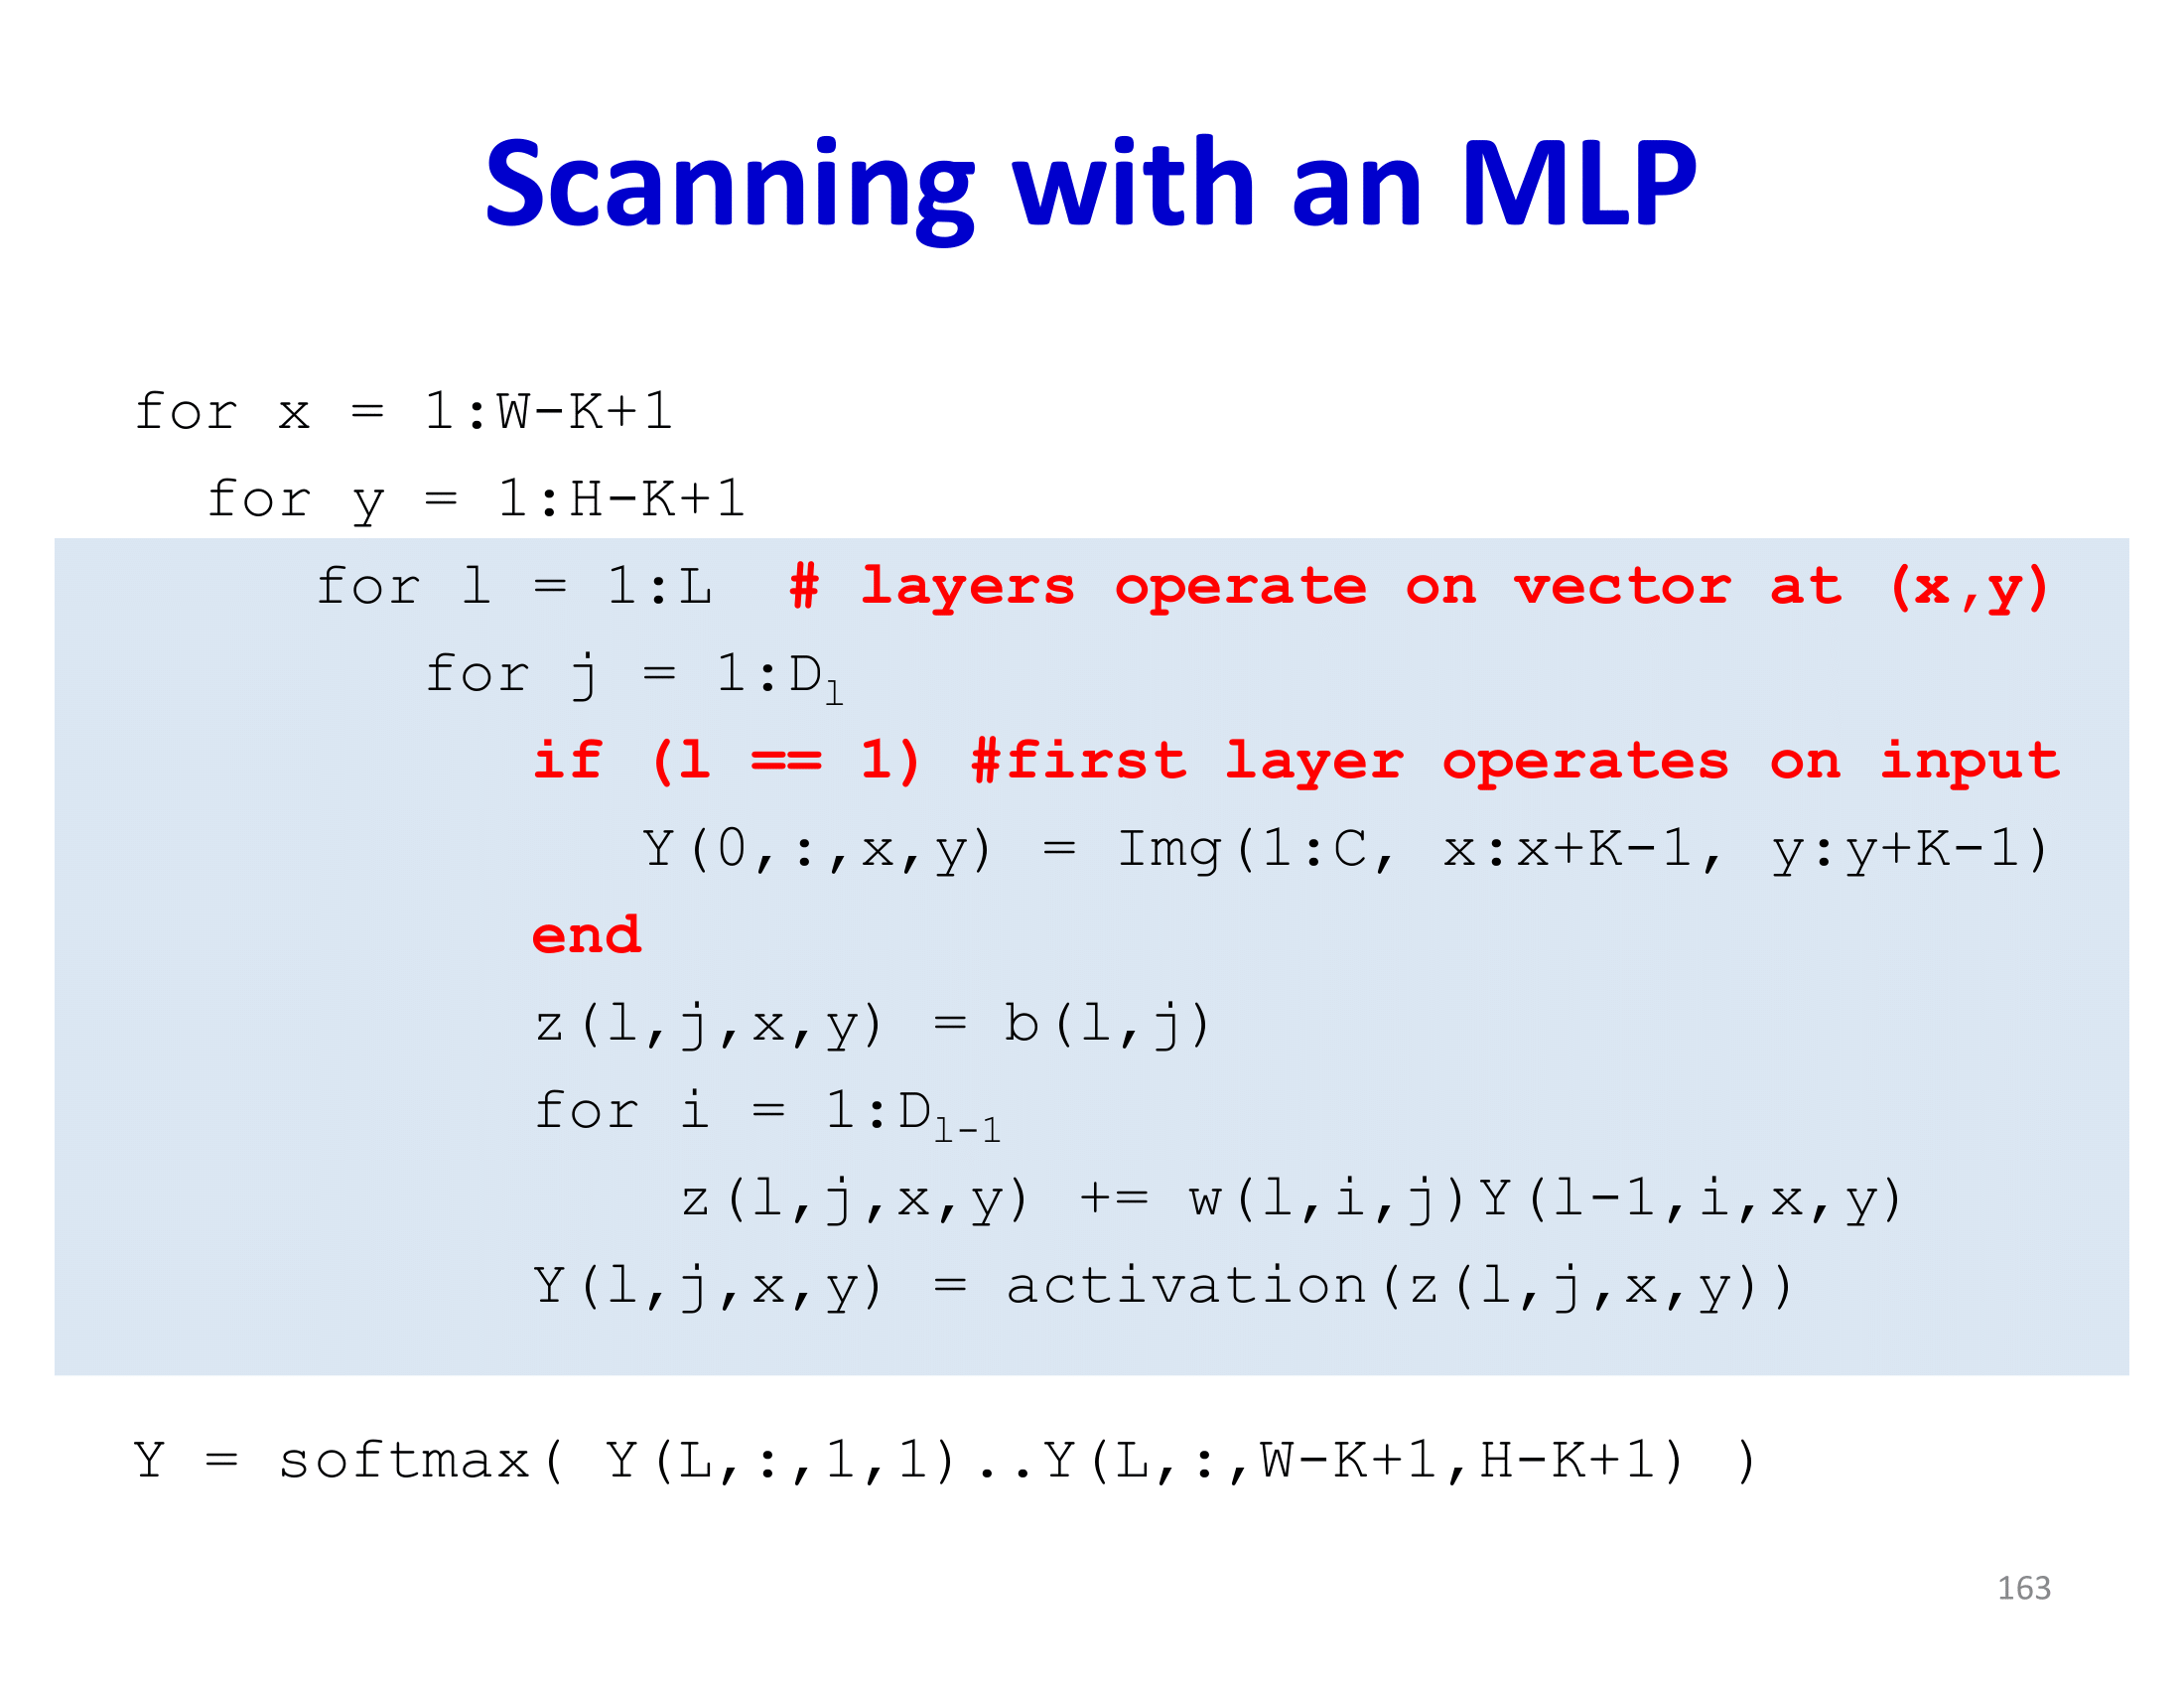 Scanning with an MLP
for x = 1:W-K+1
for y = 1:H-K+1
for l = 1:L # layers operate on vector at (x,y)
for j = 1:D_l
if (l == 1) #first layer operates on input
Y(0,:,x,y) = Img(1:C, x:x+K-1, y:y+K-1)
end
z(l,j,x,y) = b(l,j)
for i = 1:D_l-1
z(l,j,x,y) += w(l,i,j)Y(l-1,i,x,y)
Y(l,j,x,y) = activation(z(l,j,x,y))
Y = softmax( Y(L,:,1,1)..Y(L,:,W-K+1,H-K+1) )
163